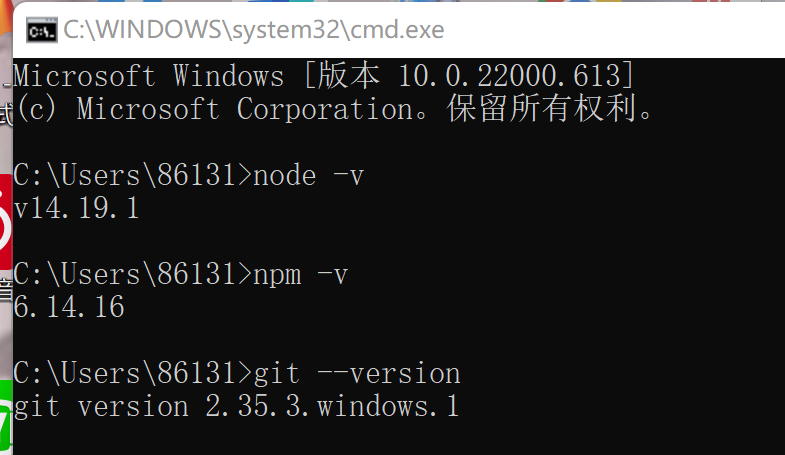 C:\WINDOWS\system32\cmd.exe
Microsoft Windows [版本 10.0.22000.613]
(c) Microsoft Corporation。保留所有权利。
C:\Users\86131>node -v
v14.19.1
C:\Users\86131>npm -v
6.14.16
C:\Users\86131>git --version
git version 2.35.3.windows.1
式
音